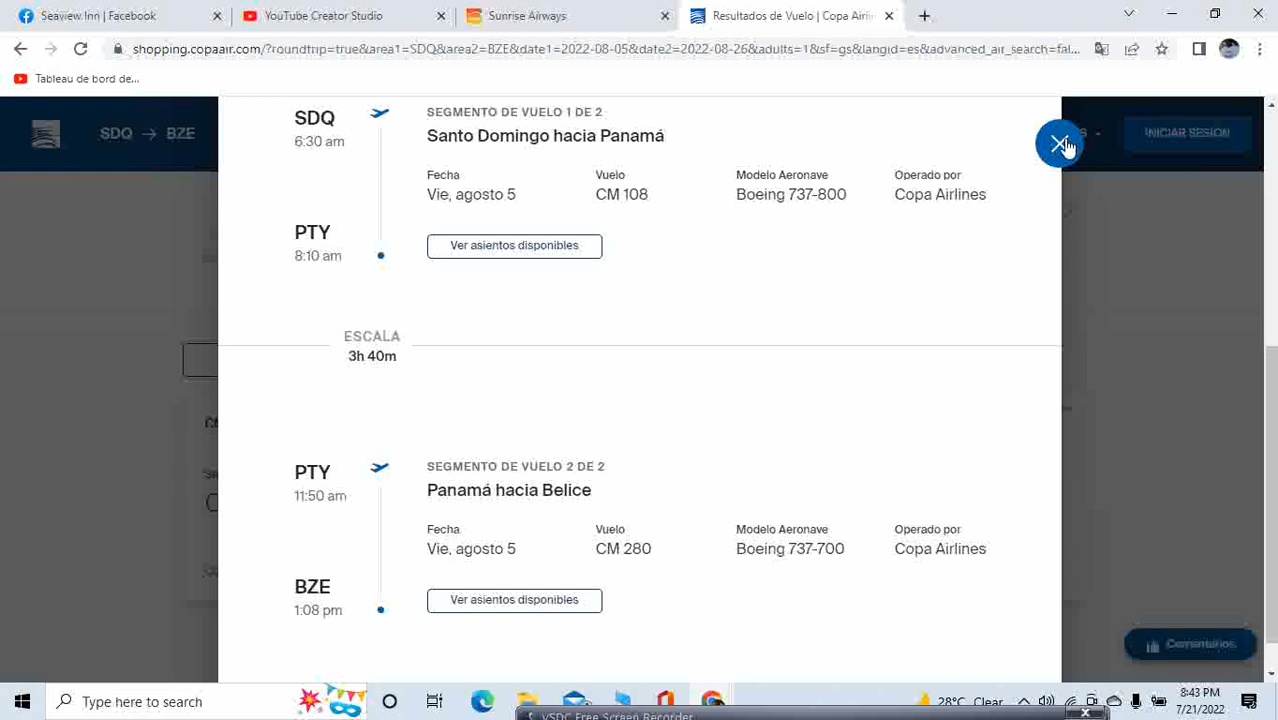 Seaview.Inn | Facebook
YouTube Creator Studio
Sunrise Airways
Resultados de Vuelo | Copa Airlin
shopping.copaair.com/?roundtrip=true&area1=SDQ&area2=BZE&date1=2022-08-05&date2=2022-08-26&adults=1&sf=gs&langid=es&advanced_air_search=fal...
Tableau de bord de...
SDQ → BZE
INICIAR SESIÓN
SDQ
6:30 am
SEGMENTO DE VUELO 1 DE 2
Santo Domingo hacia Panamá
Fecha Vuelo Modelo Aeronave Operado por
Vie, agosto 5 CM 108 Boeing 737-800 Copa Airlines
PTY
8:10 am
Ver asientos disponibles
ESCALA
3h 40m
PTY
11:50 am
SEGMENTO DE VUELO 2 DE 2
Panamá hacia Belice
Fecha Vuelo Modelo Aeronave Operado por
Vie, agosto 5 CM 280 Boeing 737-700 Copa Airlines
BZE
1:08 pm
Ver asientos disponibles
Comentarios
Type here to search
28°C Clear
8:43 PM
7/21/2022
VSDC Free Screen Recorder